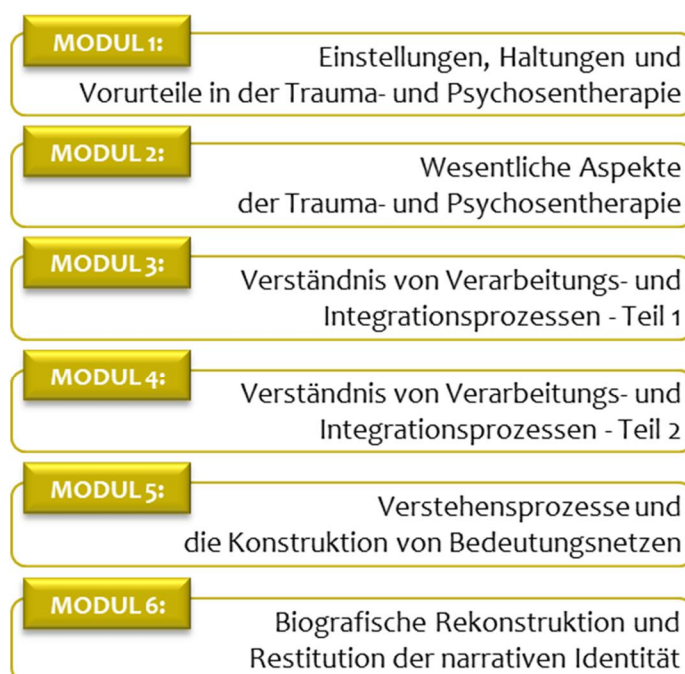 MODUL 1:
Einstellungen, Haltungen und
Vorurteile in der Trauma- und Psychosentherapie
MODUL 2:
Wesentliche Aspekte
der Trauma- und Psychosentherapie
MODUL 3:
Verständnis von Verarbeitungs- und
Integrationsprozessen - Teil 1
MODUL 4:
Verständnis von Verarbeitungs- und
Integrationsprozessen - Teil 2
MODUL 5:
Verstehensprozesse und
die Konstruktion von Bedeutungsnetzen
MODUL 6:
Biografische Rekonstruktion und
Restitution der narrativen Identität